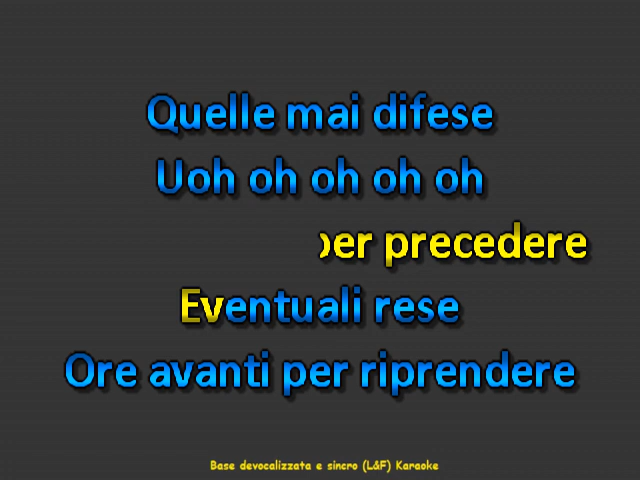 Quelle mai difese
Uoh oh oh oh oh
per precedere
Eventuali rese
Ore avanti per riprendere
Base devocalizzata e sincro (L&F) Karaoke